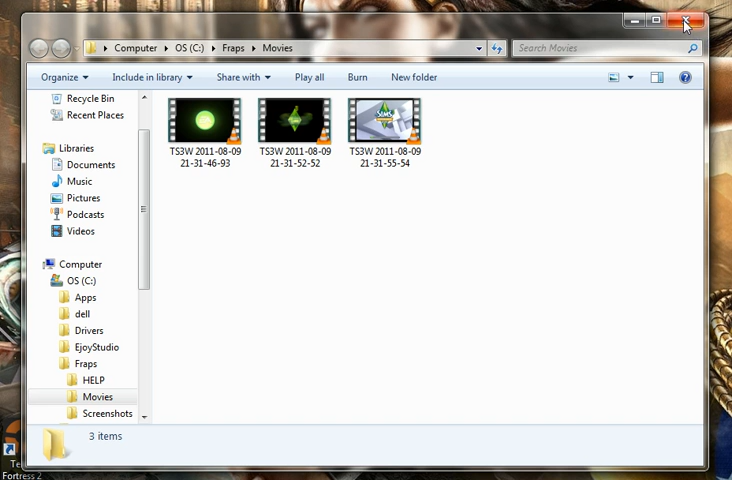 Computer OS (C:) Fraps Movies
Search Movies
Organize Include in library Share with Play all Burn New folder
Recycle Bin
Recent Places
Libraries
Documents
Music
Pictures
Podcasts
Videos
Computer
OS (C:)
Apps
dell
Drivers
EjoyStudio
Fraps
HELP
Movies
Screenshots
TS3W 2011-08-09
21-31-46-93
TS3W 2011-08-09
21-31-52-52
TS3W 2011-08-09
21-31-55-54
3 items
Fortress 2